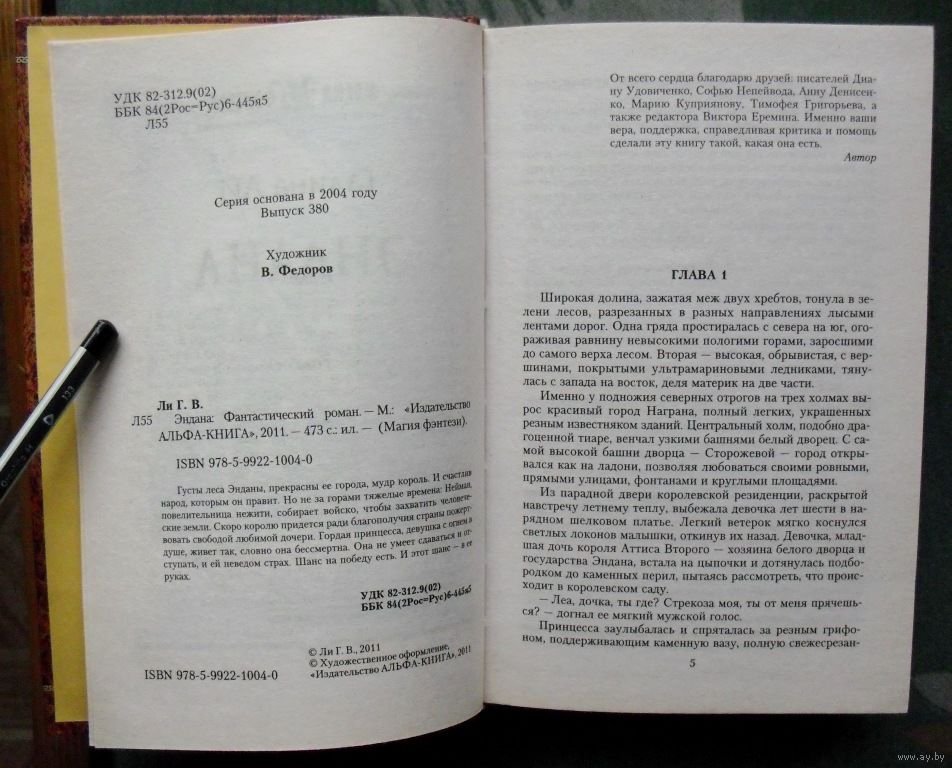 УДК 82-312.9(02)
ББК 84(2Рос=Рус)6-445я5
Л55
Серия основана в 2004 году
Выпуск 380
Художник
В. Федоров
Ли Г. В.
Л55 Эндана: Фантастический роман. — М.: «Издательство
АЛЬФА-КНИГА», 2011. — 473 с.: ил. — (Магия фэнтези).
ISBN 978-5-9922-1004-0
Густы леса Энданы, прекрасны ее города, мудр король. И счастлив
народ, которым он правит. Но не за горами тяжелые времена: Нейман,
повелительница нежити, собирает войско, чтобы захватить человече-
ские земли. Скоро королю придется ради благополучия страны пожерт-
вовать свободой любимой дочери. Гордая принцесса, девушка с огнем в
душе, живет так, словно она бессмертна. Она не умеет сдаваться и от-
ступать, и ей неведом страх. Шанс на победу есть. И этот шанс — в ее
руках.
УДК 82-312.9(02)
ББК 84(2Рос=Рус)6-445я5
© Ли Г. В., 2011
© Художественное оформление,
«Издательство АЛЬФА-КНИГА», 2011
ISBN 978-5-9922-1004-0
193
От всего сердца благодарю друзей: писателей Диа-
ну Удовиченко, Софью Непейвода, Анну Денисен-
ко, Марию Куприянову, Тимофея Григорьева, а
также редактора Виктора Еремина. Именно ваши
вера, поддержка, справедливая критика и помощь
сделали эту книгу такой, какая она есть.
Автор
ГЛАВА 1
Широкая долина, зажатая меж двух хребтов, тонула в зе-
лени лесов, разрезанных в разных направлениях лысыми
лентами дорог. Одна гряда простиралась с севера на юг, ого-
раживая равнину невысокими пологими горами, заросшими
до самого верха лесом. Вторая — высокая, обрывистая, с вер-
шинами, покрытыми ультрамариновыми ледниками, тяну-
лась с запада на восток, деля материк на две части.
Именно у подножия северных отрогов на трех холмах вы-
рос красивый город Награна, полный легких, украшенных
резным известняком зданий. Центральный холм, подобно дра-
гоценной тиаре, венчал узкими башнями белый дворец. С са-
мой высокой башни дворца — Сторожевой — город откры-
вался как на ладони, позволяя любоваться своими ровными,
прямыми улицами, фонтанами и круглыми площадями.
Из парадной двери королевской резиденции, раскрытой
навстречу летнему теплу, выбежала девочка лет шести в на-
рядном шелковом платье. Легкий ветерок мягко коснулся
светлых локонов малышки, откинув их назад. Девочка, млад-
шая дочь короля Аттиса Второго — хозяина белого дворца и
государства Эндана, встала на цыпочки и дотянулась подбо-
родком до каменных перил, пытаясь рассмотреть, что проис-
ходит в королевском саду.
— Леа, дочка, ты где? Стрекоза моя, ты от меня прячешь-
ся? — догнал ее мягкий мужской голос.
Принцесса заулыбалась и спряталась за резным грифо-
ном, поддерживающим каменную вазу, полную свежесрезан-
5
www.ay.by